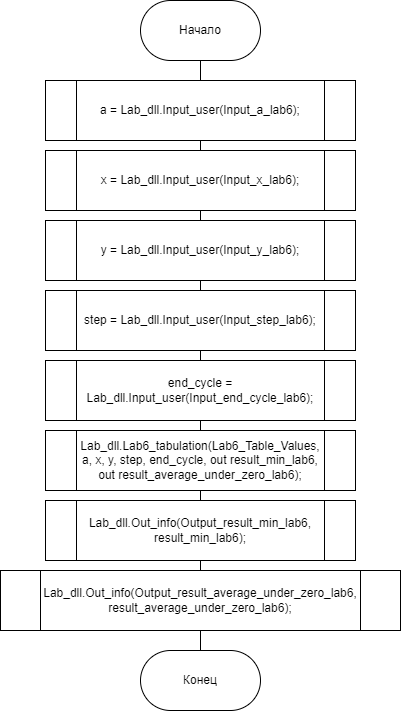 Начало
a = Lab_dll.Input_user(Input_a_lab6);
x = Lab_dll.Input_user(Input_x_lab6);
y = Lab_dll.Input_user(Input_y_lab6);
step = Lab_dll.Input_user(Input_step_lab6);
end_cycle =
Lab_dll.Input_user(Input_end_cycle_lab6);
Lab_dll.Lab6_tabulation(Lab6_Table_Values,
a, x, y, step, end_cycle, out result_min_lab6,
out result_average_under_zero_lab6);
Lab_dll.Out_info(Output_result_min_lab6,
result_min_lab6);
Lab_dll.Out_info(Output_result_average_under_zero_lab6,
result_average_under_zero_lab6);
Конец